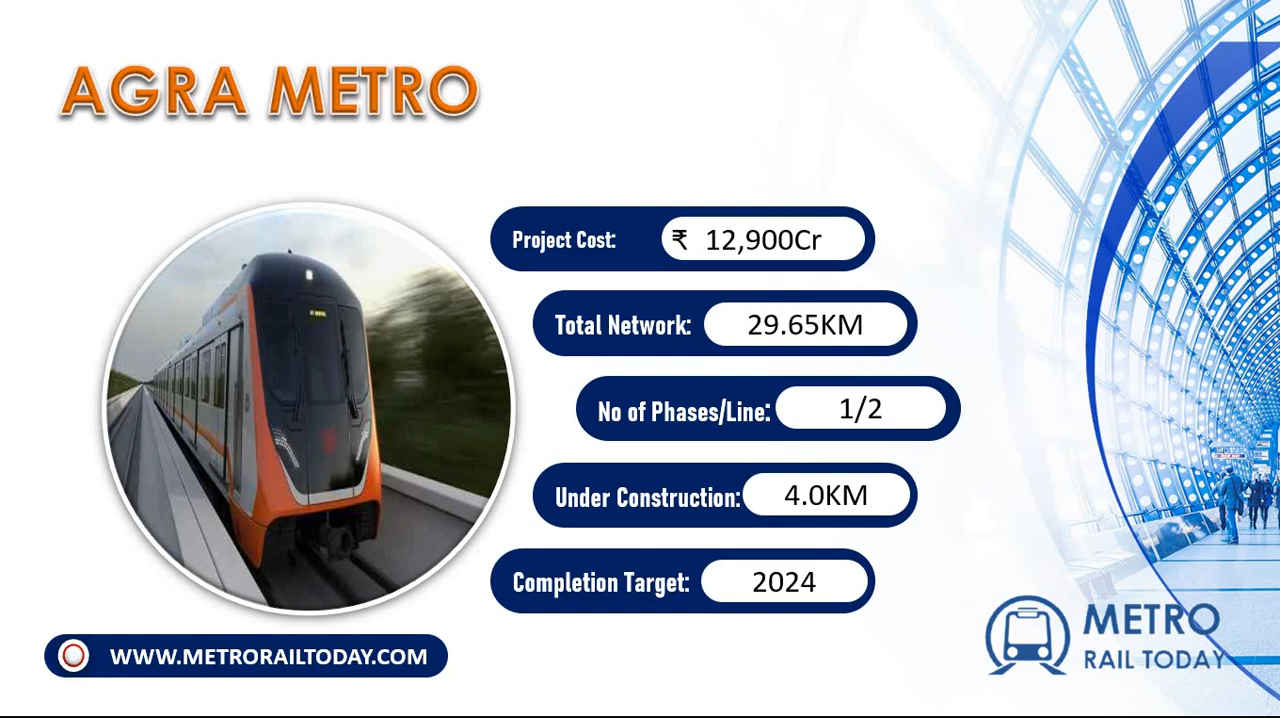 AGRA METRO
Project Cost: ₹ 12,900Cr
Total Network: 29.65KM
No of Phases/Line: 1/2
Under Construction: 4.0KM
Completion Target: 2024
WWW.METRORAILTODAY.COM
METRO
RAIL TODAY